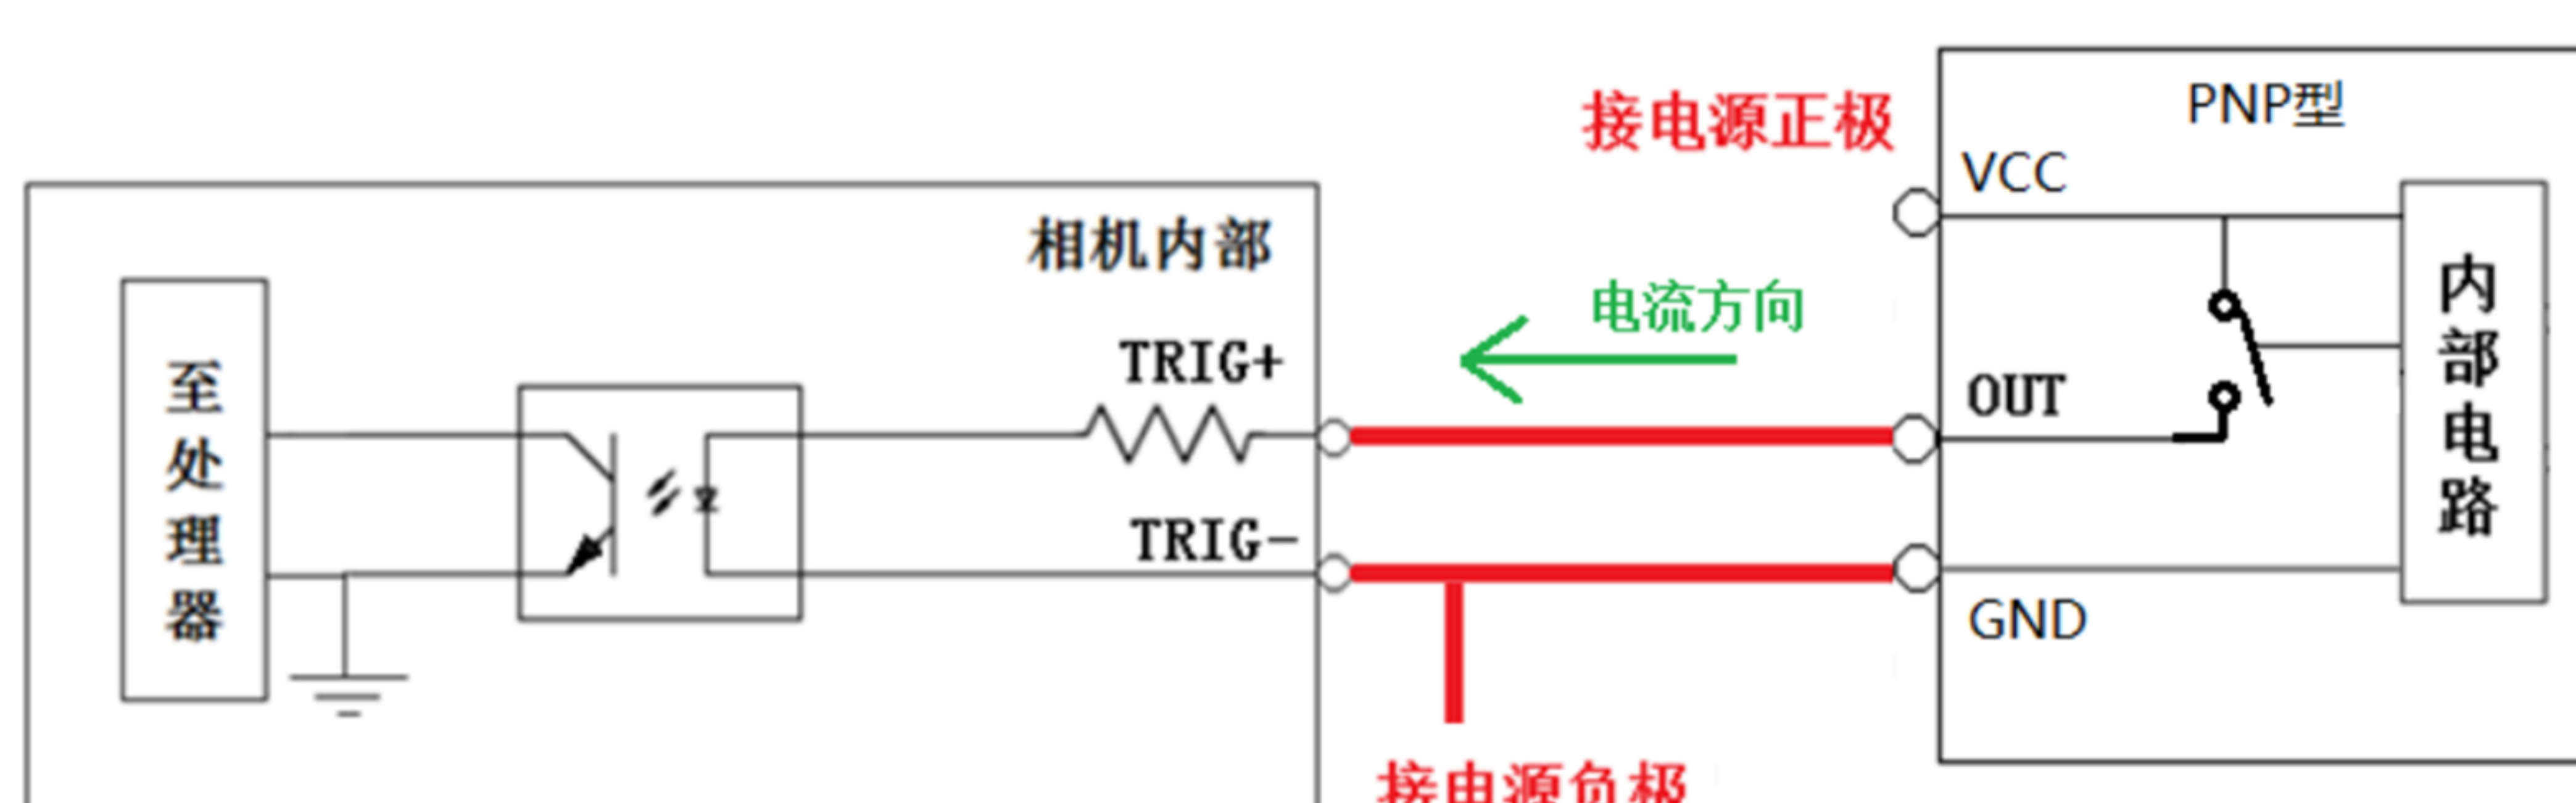 PNP型
接电源正极
VCC
相机内部
电流方向
内部电路
TRIG+
OUT
至处理器
TRIG-
GND
接电源负极